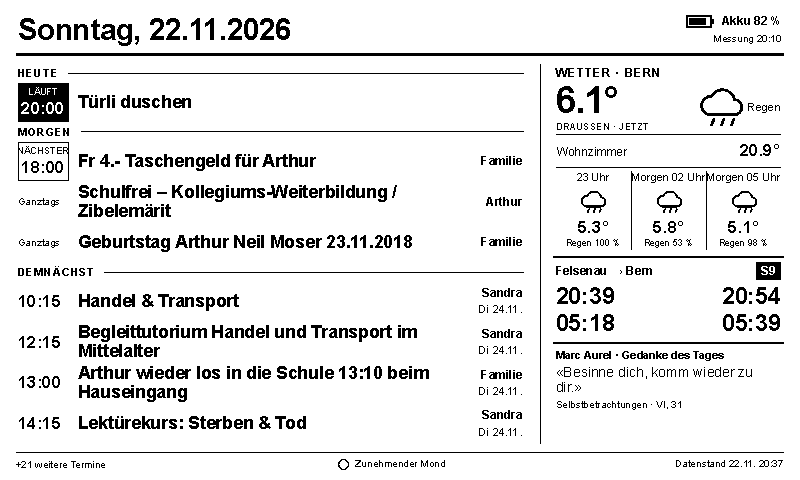 Sonntag, 22.11.2026
Akku 82 %
Messung 20:10
HEUTE
LÄUFT
20:00
Türli duschen
MORGEN
NÄCHSTER
18:00
Fr 4.- Taschengeld für Arthur
Familie
Ganztags
Schulfrei – Kollegiums-Weiterbildung /
Zibelemärit
Arthur
Ganztags
Geburtstag Arthur Neil Moser 23.11.2018
Familie
DEMNÄCHST
10:15
Handel & Transport
Sandra
Di 24.11.
12:15
Begleittutorium Handel und Transport im
Mittelalter
Sandra
Di 24.11.
13:00
Arthur wieder los in die Schule 13:10 beim
Hauseingang
Familie
Di 24.11.
14:15
Lektürekurs: Sterben & Tod
Sandra
Di 24.11.
WETTER · BERN
6.1°
Regen
DRAUSSEN · JETZT
Wohnzimmer 20.9°
23 Uhr Morgen 02 Uhr Morgen 05 Uhr
5.3° 5.8° 5.1°
Regen 100 % Regen 53 % Regen 98 %
Felsenau › Bern S9
20:39 20:54
05:18 05:39
Marc Aurel · Gedanke des Tages
«Besinne dich, komm wieder zu
dir.»
Selbstbetrachtungen · VI, 31
+21 weitere Termine
Zunehmender Mond
Datenstand 22.11. 20:37